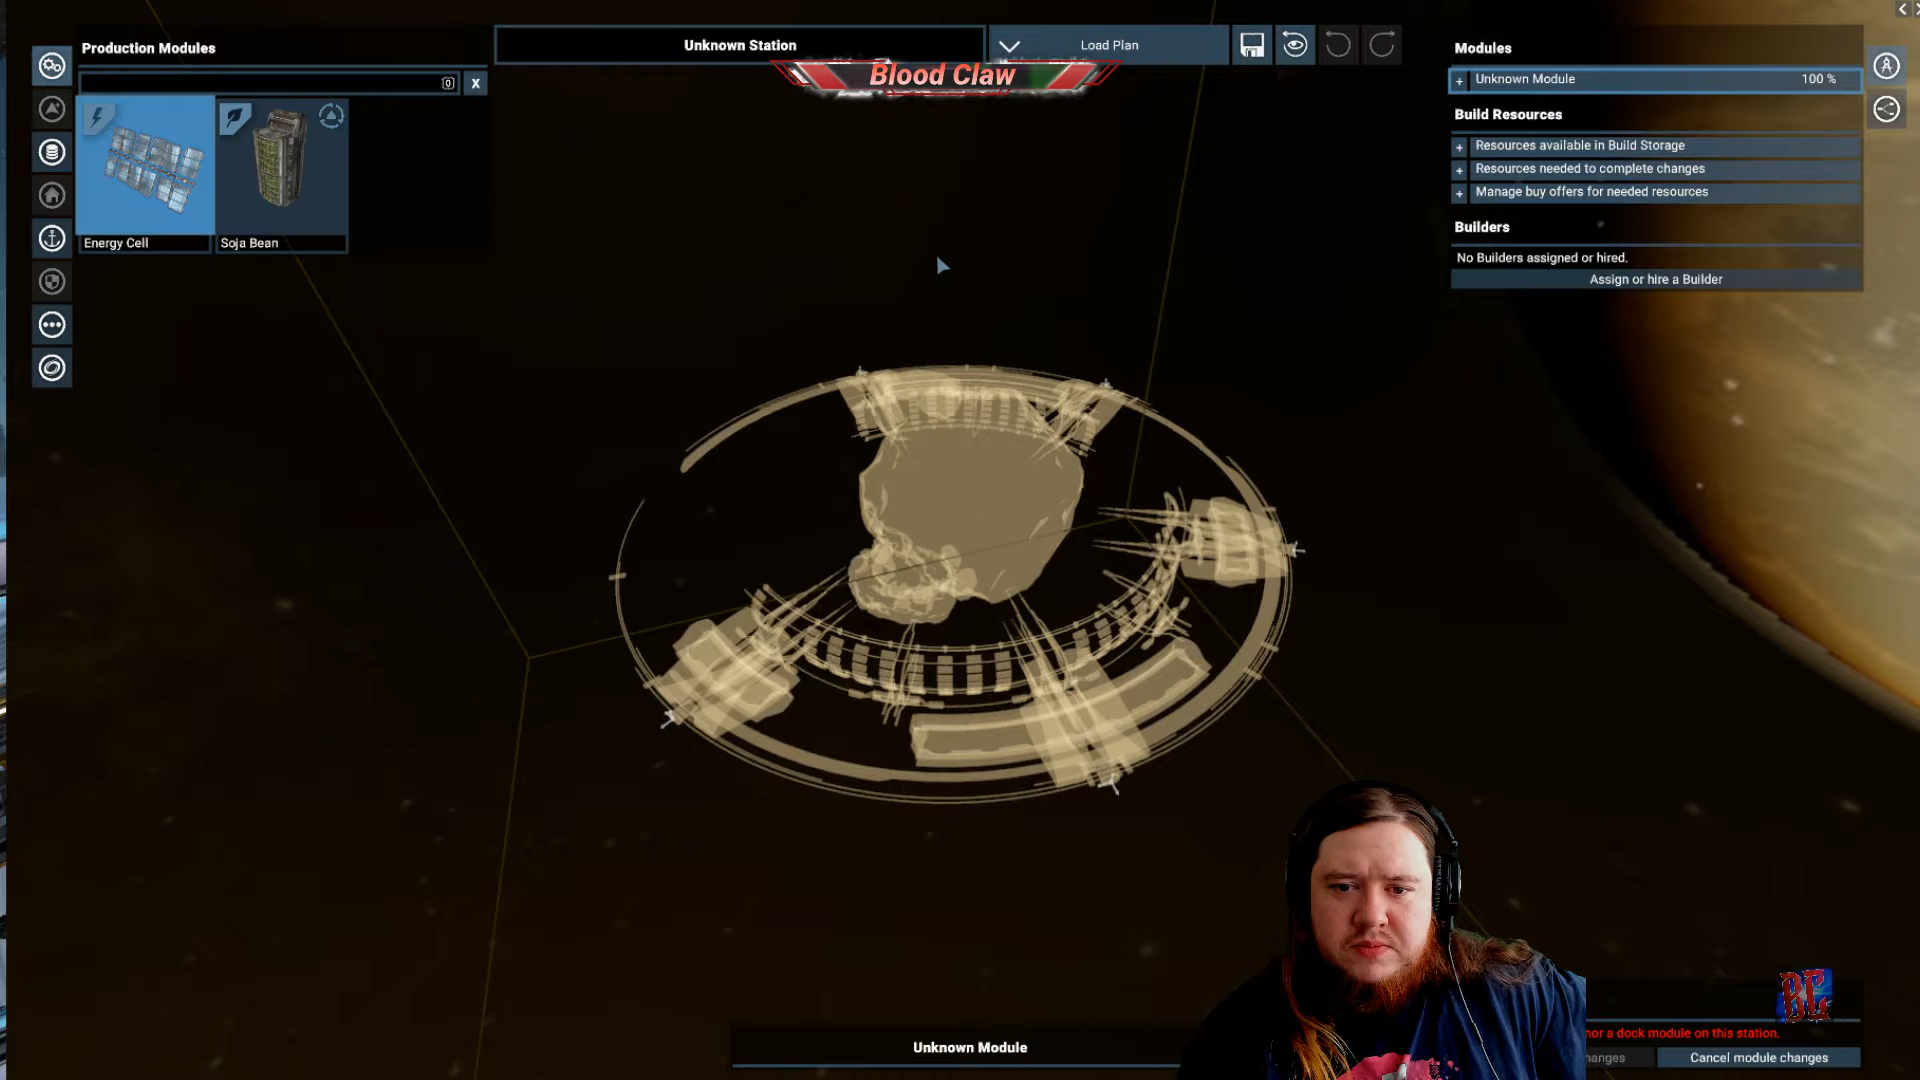 Production Modules
Unknown Station
Load Plan
Blood Claw
Modules
Unknown Module 100 %
Build Resources
Resources available in Build Storage
Resources needed to complete changes
Manage buy offers for needed resources
Builders
No Builders assigned or hired.
Assign or hire a Builder
x
Energy Cell
Soja Bean
Unknown Module
BC
nor a dock module on this station.
hanges
Cancel module changes